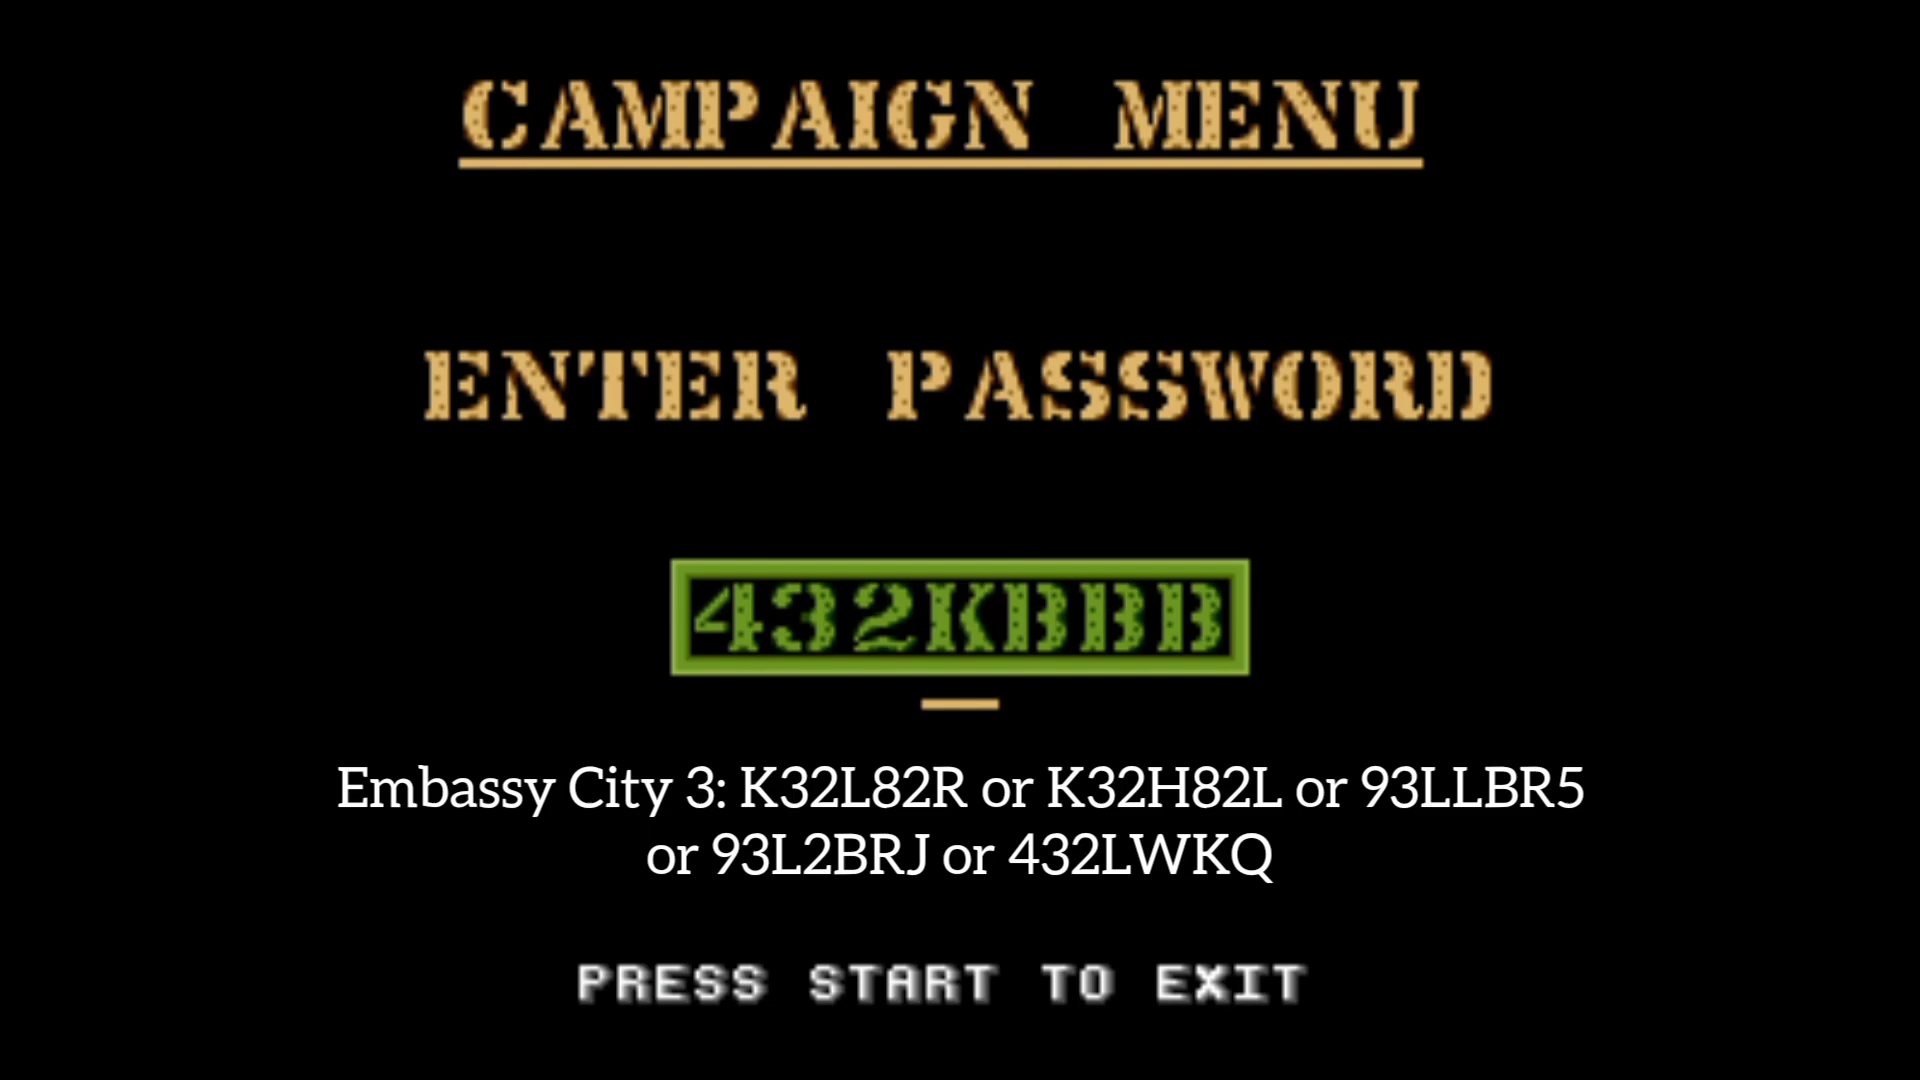 CAMPAIGN MENU
ENTER PASSWORD
432KBBB
Embassy City 3: K32L82R or K32H82L or 93LLBR5
or 93L2BRJ or 432LWKQ
PRESS START TO EXIT